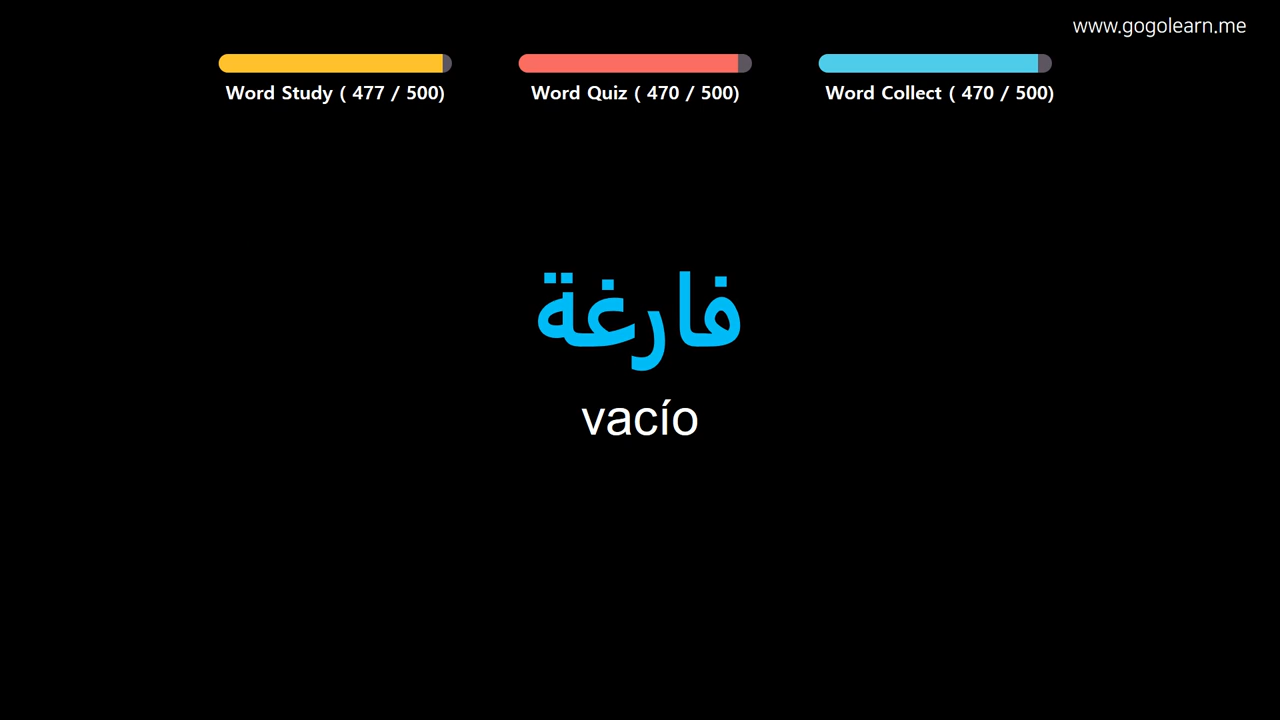 www.gogolearn.me
Word Study ( 477 / 500)
Word Quiz ( 470 / 500)
Word Collect ( 470 / 500)
فارغة
vacío